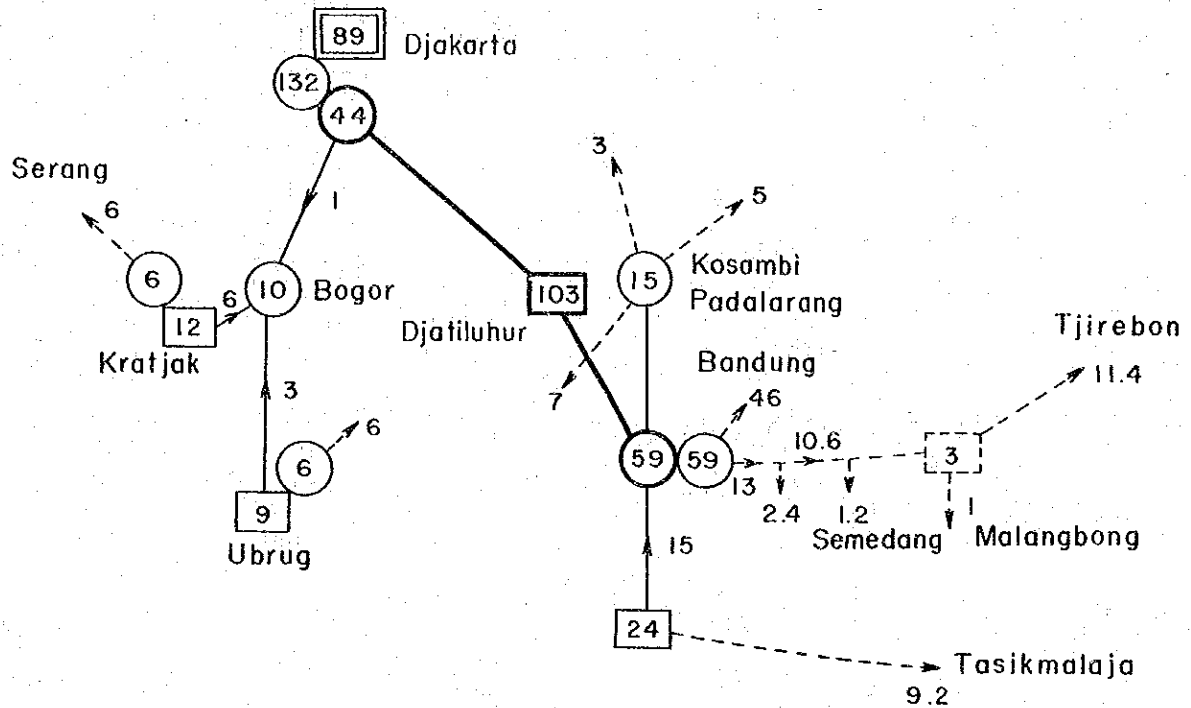 89
Djakarta
132
44
3
Serang
6
1
5
6
6
10
Bogor
15
Kosambi
Padalarang
103
12
Djatiluhur
Kratjak
Tjirebon
11.4
Bandung
7
46
3
6
10.6
6
59
59
3
13
9
2.4
1.2
1
Semedang
Malangbong
Ubrug
15
24
Tasikmalaja
9.2